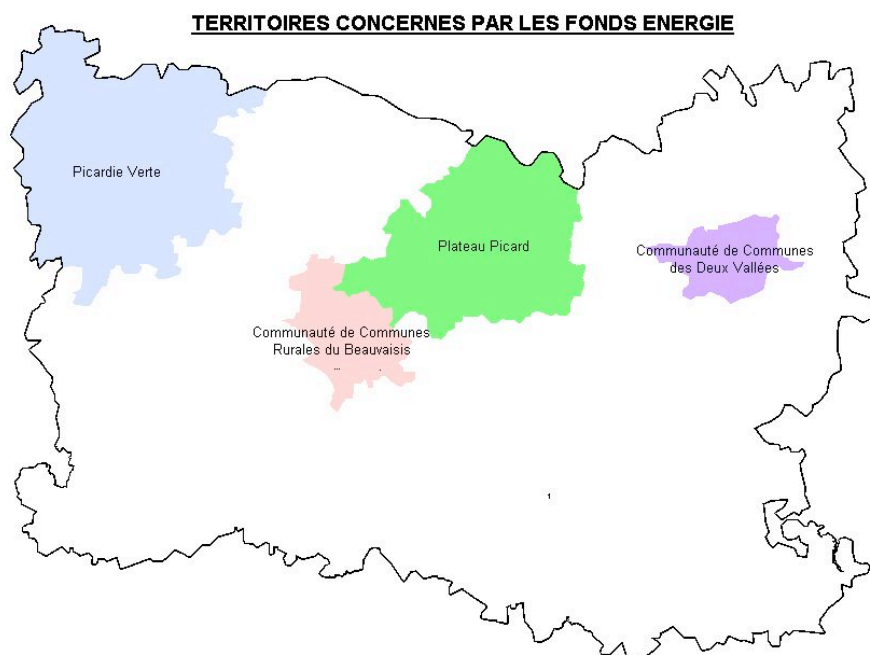 TERRITOIRES CONCERNES PAR LES FONDS ENERGIE
Picardie Verte
Plateau Picard
Communauté de Communes
des Deux Vallées
Communauté de Communes
Rurales du Beauvaisis